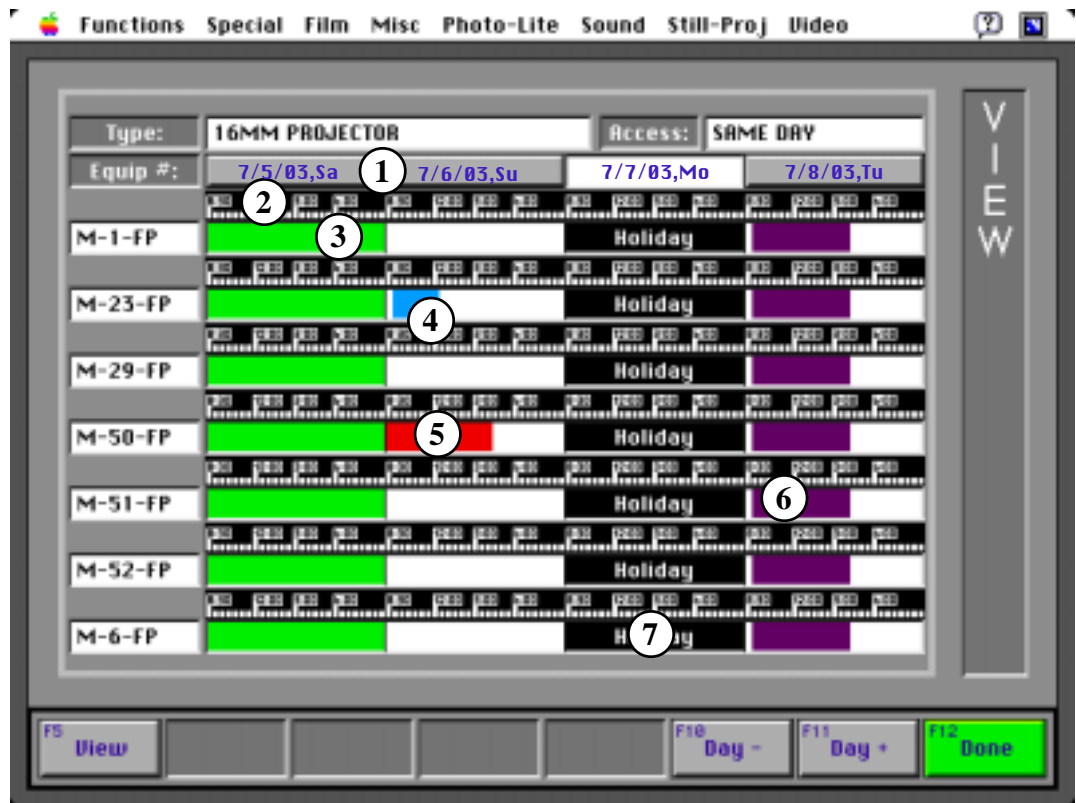 Functions Special Film Misc Photo-Lite Sound Still-Proj Video
Type: 16MM PROJECTOR Access: SAME DAY
Equip #: 7/5/03,Sa 1 7/6/03,Su 7/7/03,Mo 7/8/03,Tu
2
M-1-FP 3 Holiday
M-23-FP 4 Holiday
M-29-FP Holiday
M-50-FP 5 Holiday
M-51-FP Holiday 6
M-52-FP Holiday
M-6-FP 7
VIEW
F5 View F10 Day - F11 Day + F12 Done